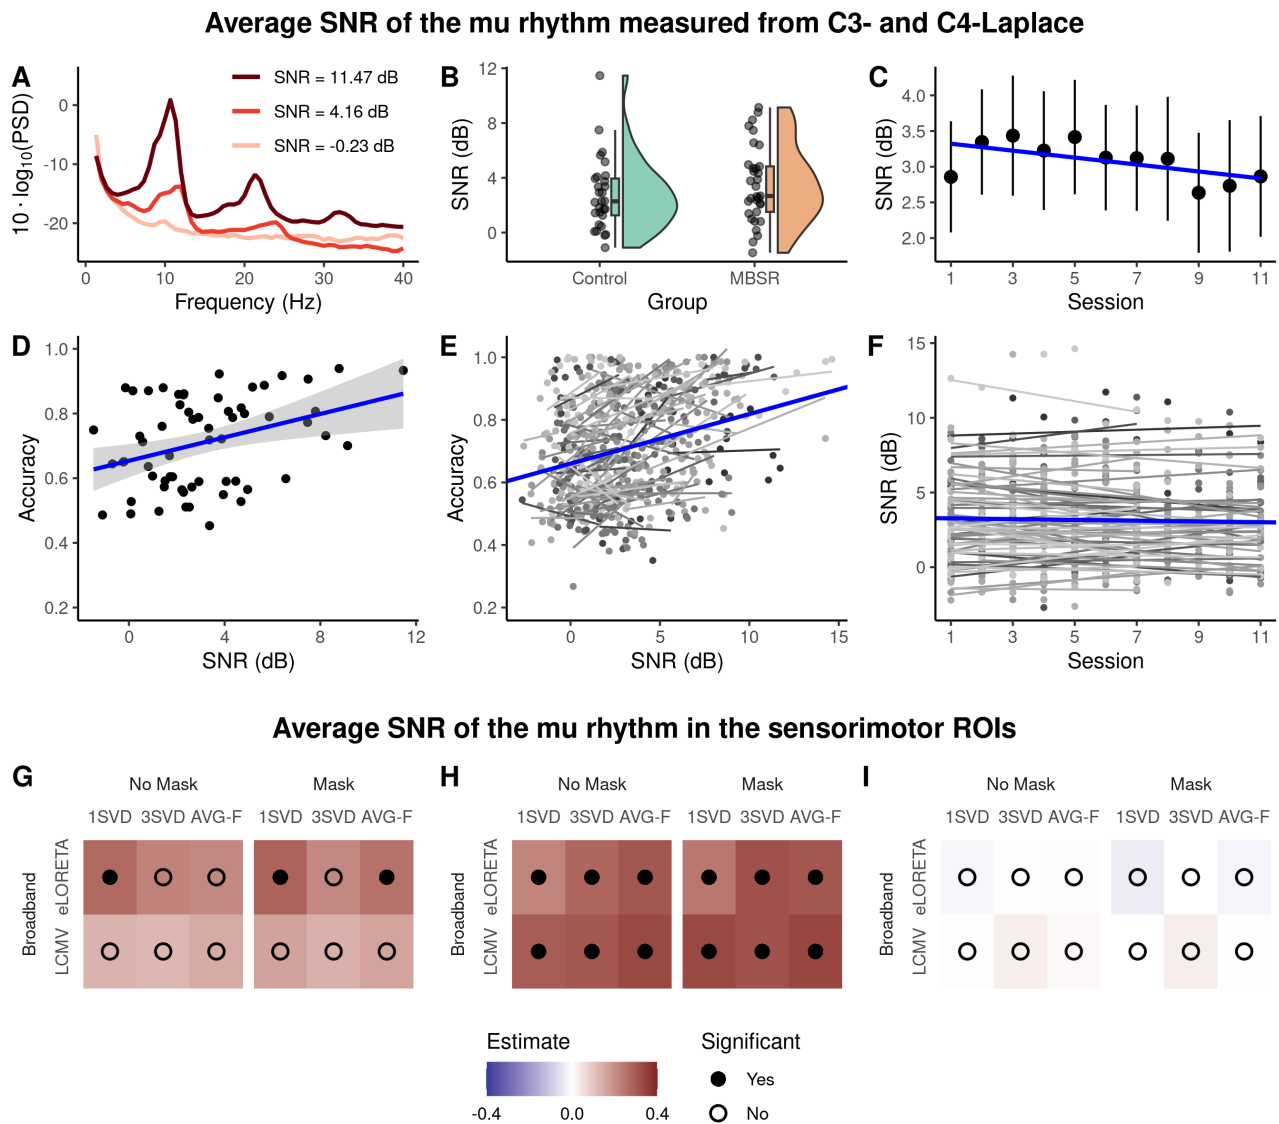 Average SNR of the mu rhythm measured from C3- and C4-Laplace
A
10 · log10(PSD)
0
-10
-20
SNR = 11.47 dB
SNR = 4.16 dB
SNR = -0.23 dB
0 10 20 30 40
Frequency (Hz)
B
SNR (dB)
12
8
4
0
Control MBSR
Group
C
SNR (dB)
4.0
3.5
3.0
2.5
2.0
1 3 5 7 9 11
Session
D
Accuracy
1.0
0.8
0.6
0.4
0.2
0 4 8 12
SNR (dB)
E
Accuracy
1.0
0.8
0.6
0.4
0.2
0 5 10 15
SNR (dB)
F
SNR (dB)
15
10
5
0
1 3 5 7 9 11
Session
Average SNR of the mu rhythm in the sensorimotor ROIs
G
No Mask Mask
1SVD 3SVD AVG-F 1SVD 3SVD AVG-F
Broadband
eLORETA
LCMV
H
No Mask Mask
1SVD 3SVD AVG-F 1SVD 3SVD AVG-F
Broadband
eLORETA
LCMV
I
No Mask Mask
1SVD 3SVD AVG-F 1SVD 3SVD AVG-F
Broadband
eLORETA
LCMV
Estimate
-0.4 0.0 0.4
Significant
Yes
No